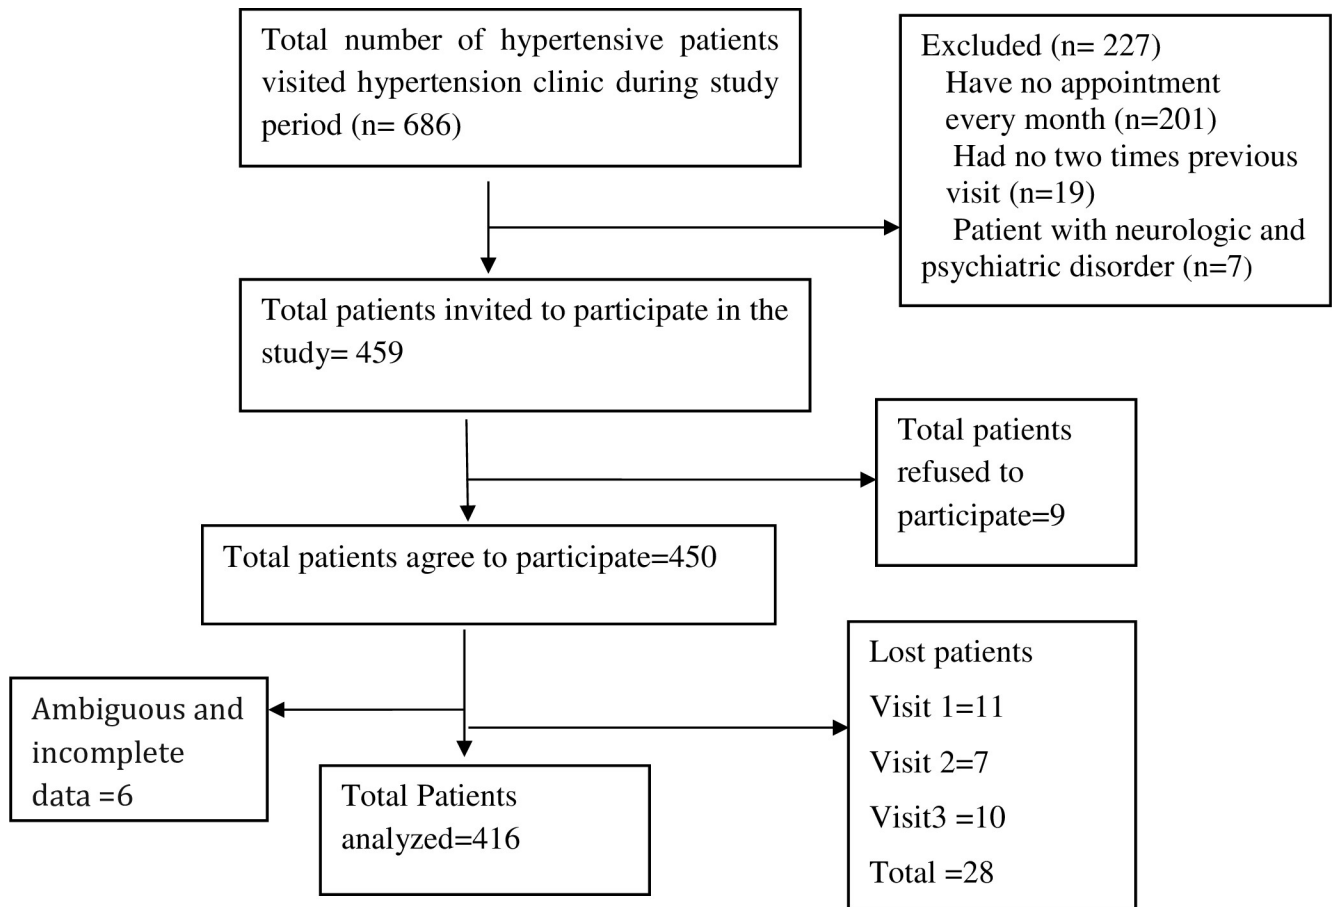 Total number of hypertensive patients
visited hypertension clinic during study
period (n= 686)
Excluded (n= 227)
Have no appointment
every month (n=201)
Had no two times previous
visit (n=19)
Patient with neurologic and
psychiatric disorder (n=7)
Total patients invited to participate in the
study= 459
Total patients
refused to
participate=9
Total patients agree to participate=450
Ambiguous and
incomplete
data =6
Total Patients
analyzed=416
Lost patients
Visit 1=11
Visit 2=7
Visit3 =10
Total =28